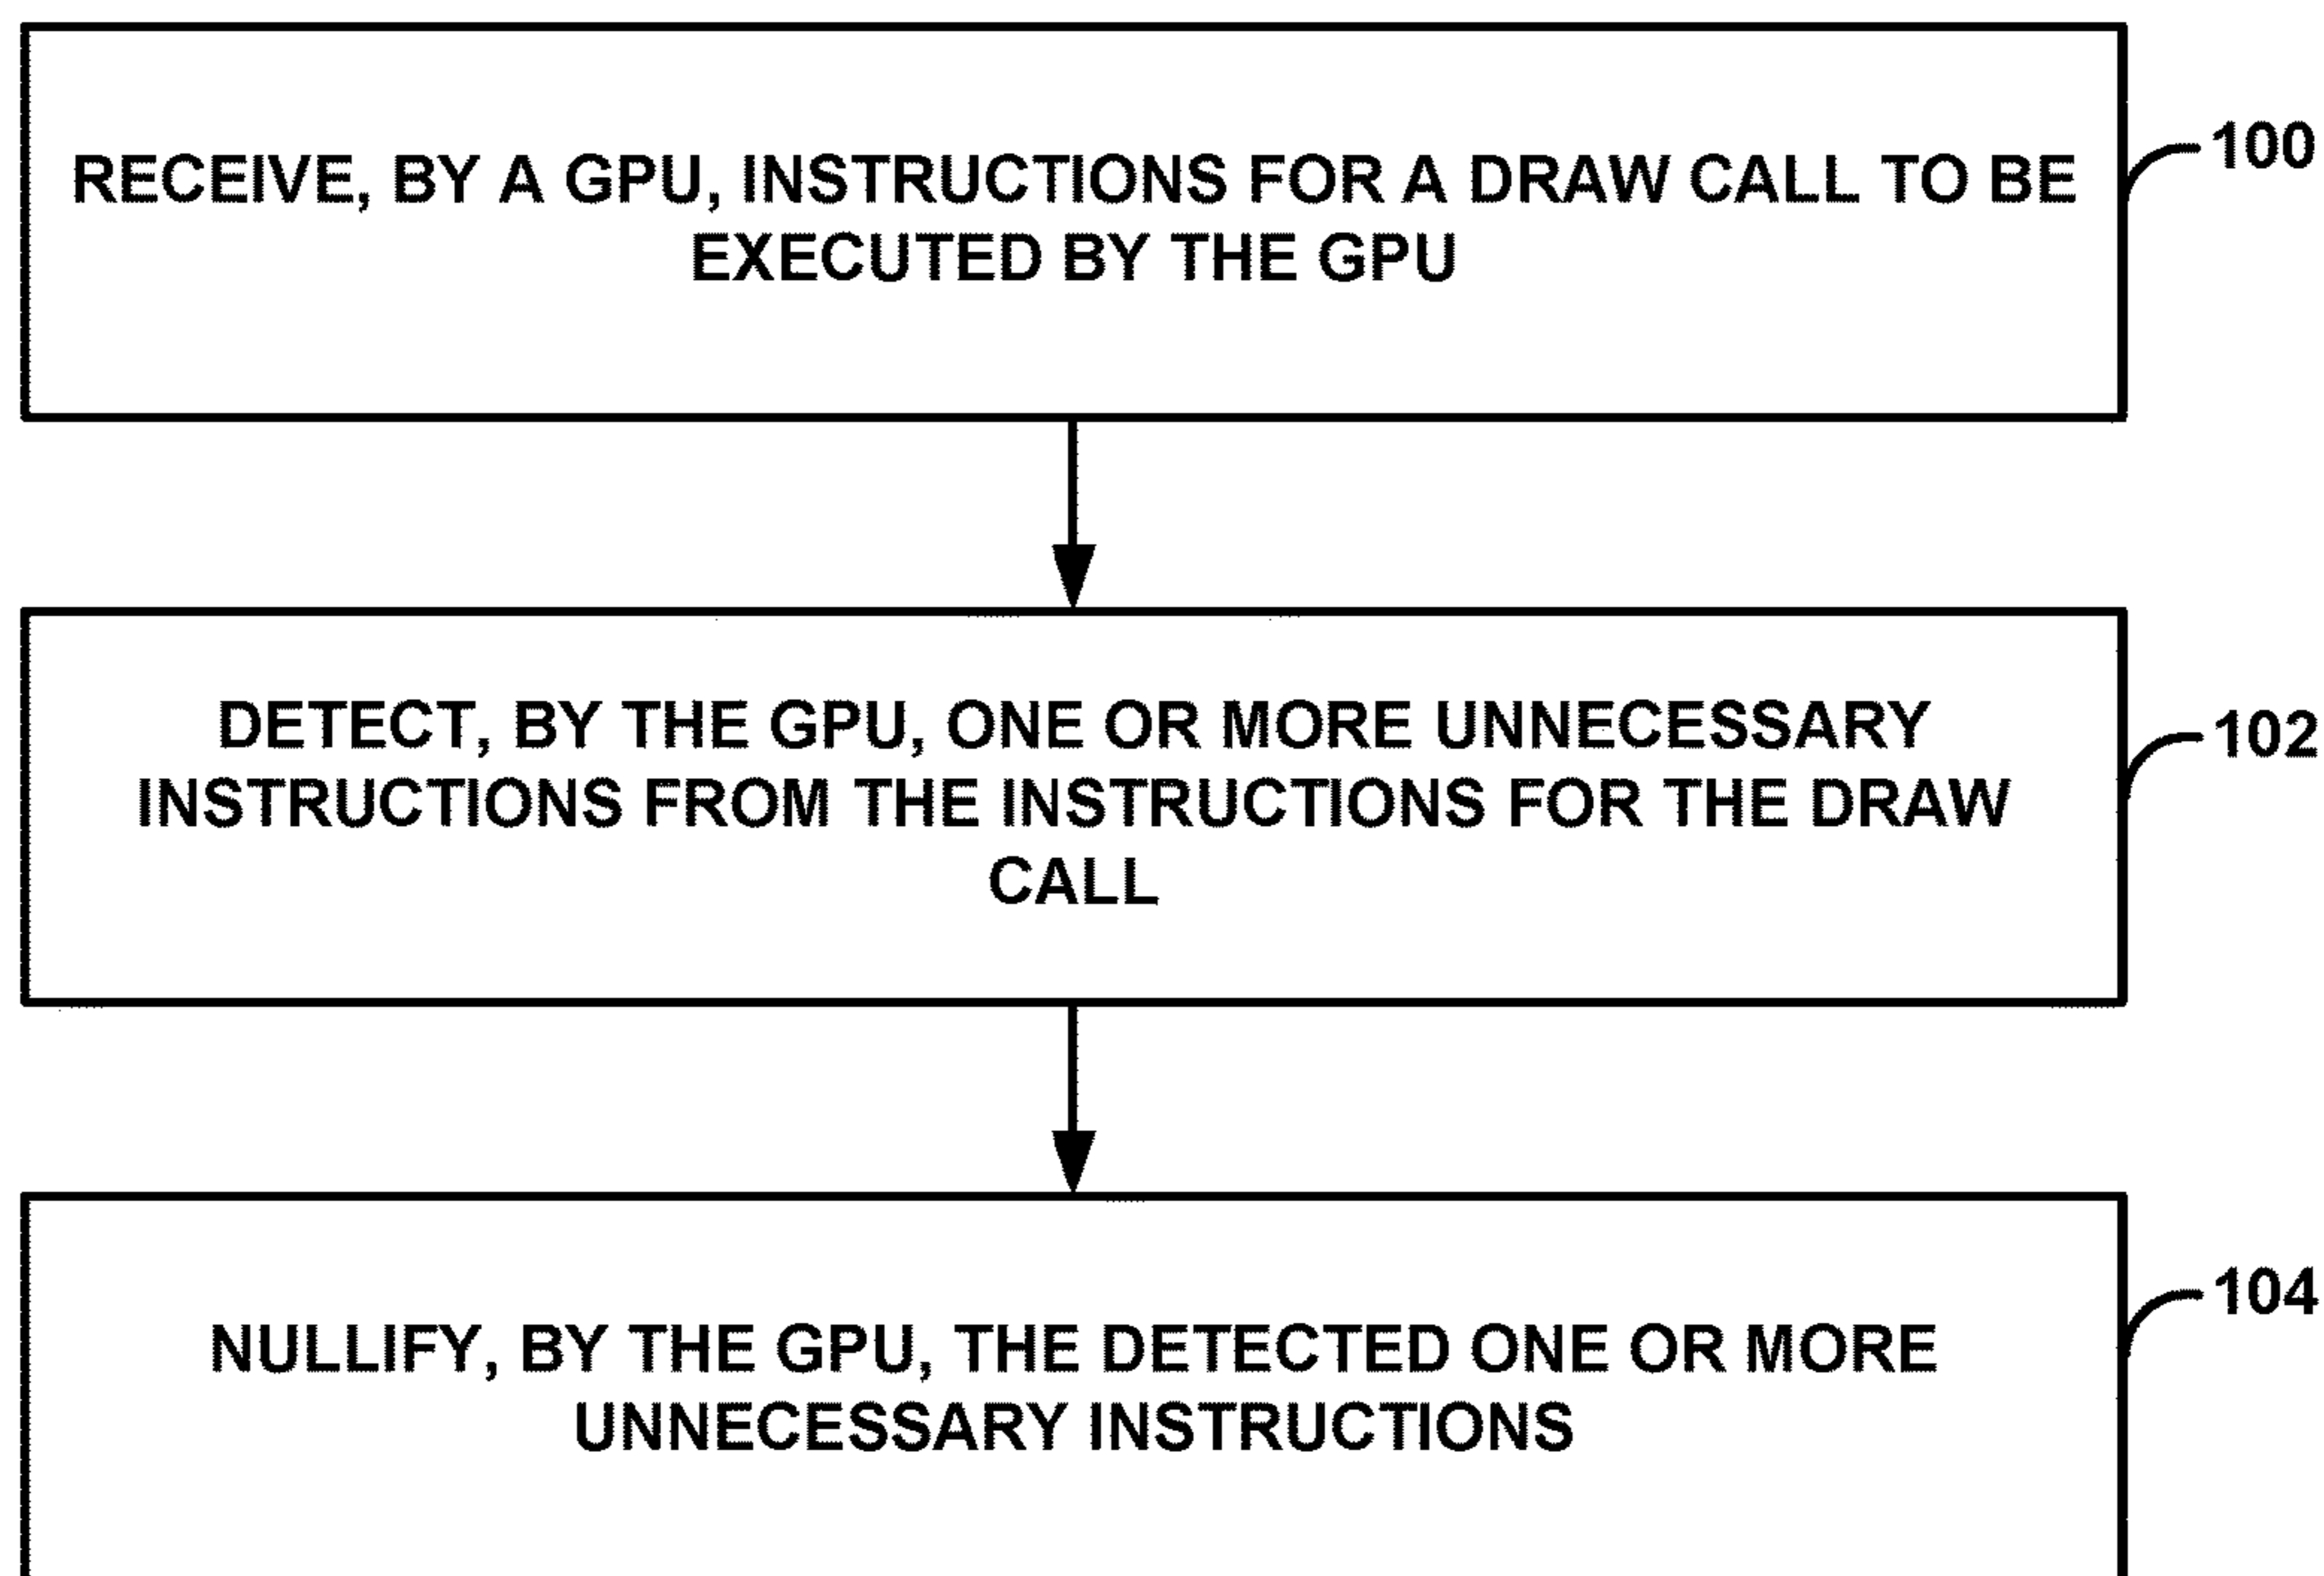 RECEIVE, BY A GPU, INSTRUCTIONS FOR A DRAW CALL TO BE
EXECUTED BY THE GPU
100
DETECT, BY THE GPU, ONE OR MORE UNNECESSARY
INSTRUCTIONS FROM THE INSTRUCTIONS FOR THE DRAW
CALL
102
NULLIFY, BY THE GPU, THE DETECTED ONE OR MORE
UNNECESSARY INSTRUCTIONS
104